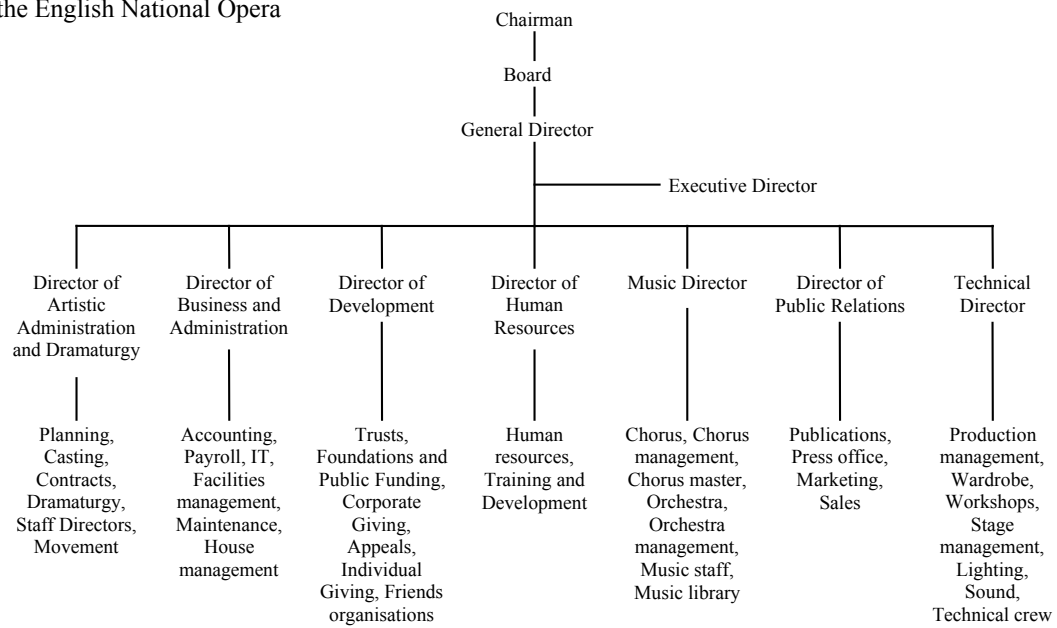 the English National Opera
Chairman
Board
General Director
Executive Director
Director of
Artistic
Administration
and Dramaturgy
Director of
Business and
Administration
Director of
Development
Director of
Human
Resources
Music Director
Director of
Public Relations
Technical
Director
Planning,
Casting,
Contracts,
Dramaturgy,
Staff Directors,
Movement
Accounting,
Payroll, IT,
Facilities
management,
Maintenance,
House
management
Trusts,
Foundations and
Public Funding,
Corporate
Giving,
Appeals,
Individual
Giving, Friends
organisations
Human
resources,
Training and
Development
Chorus, Chorus
management,
Chorus master,
Orchestra,
Orchestra
management,
Music staff,
Music library
Publications,
Press office,
Marketing,
Sales
Production
management,
Wardrobe,
Workshops,
Stage
management,
Lighting,
Sound,
Technical crew